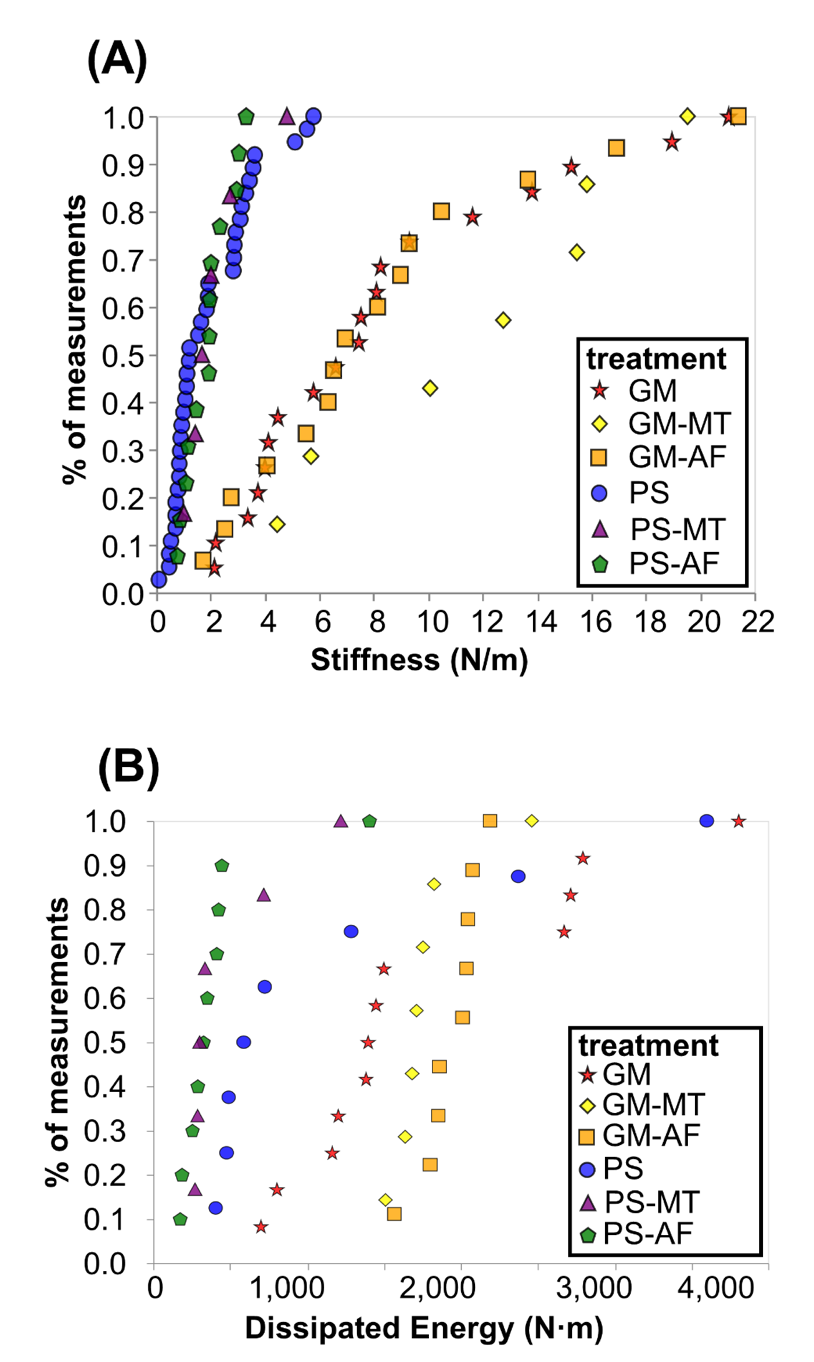 (A)
1.0
0.9
0.8
0.7
0.6
0.5
0.4
0.3
0.2
0.1
0.0
% of measurements
treatment
GM
GM-MT
GM-AF
PS
PS-MT
PS-AF
0 2 4 6 8 10 12 14 16 18 20 22
Stiffness (N/m)
(B)
1.0
0.9
0.8
0.7
0.6
0.5
0.4
0.3
0.2
0.1
0.0
% of measurements
treatment
GM
GM-MT
GM-AF
PS
PS-MT
PS-AF
0 1,000 2,000 3,000 4,000
Dissipated Energy (N·m)